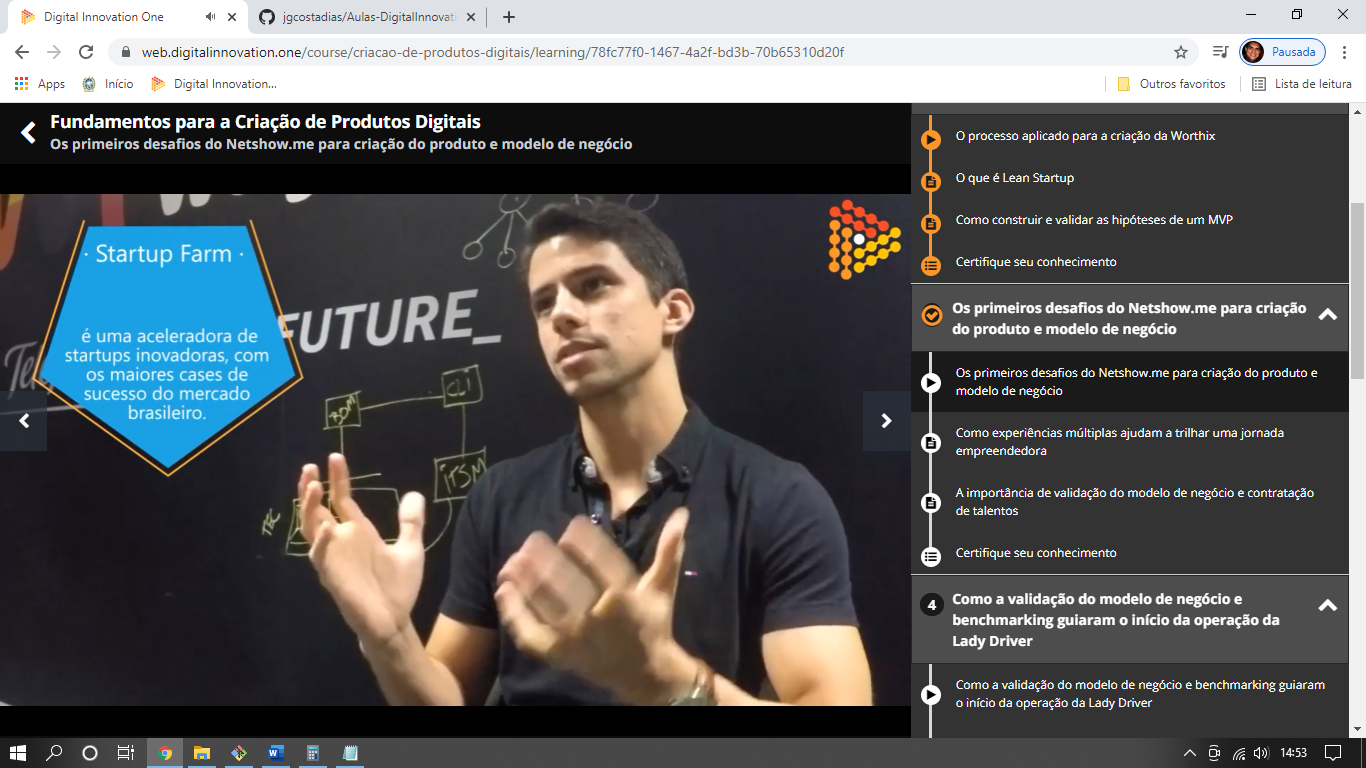 Digital Innovation One
jgcostadias/Aulas-DigitalInnovati
web.digitalinnovation.one/course/criacao-de-produtos-digitais/learning/78fc77f0-1467-4a2f-bd3b-70b65310d20f
Pausada
Apps
Início
Digital Innovation...
Outros favoritos
Lista de leitura
Fundamentos para a Criação de Produtos Digitais
Os primeiros desafios do Netshow.me para criação do produto e modelo de negócio
· Startup Farm ·
é uma aceleradora de
startups inovadoras, com
os maiores cases de
sucesso do mercado
brasileiro.
FUTURE_
BDM
CLI
ITSM
O processo aplicado para a criação da Worthix
O que é Lean Startup
Como construir e validar as hipóteses de um MVP
Certifique seu conhecimento
Os primeiros desafios do Netshow.me para criação
do produto e modelo de negócio
Os primeiros desafios do Netshow.me para criação do produto e
modelo de negócio
Como experiências múltiplas ajudam a trilhar uma jornada
empreendedora
A importância de validação do modelo de negócio e contratação
de talentos
Certifique seu conhecimento
4
Como a validação do modelo de negócio e
benchmarking guiaram o início da operação da
Lady Driver
Como a validação do modelo de negócio e benchmarking guiaram
o início da operação da Lady Driver
14:53